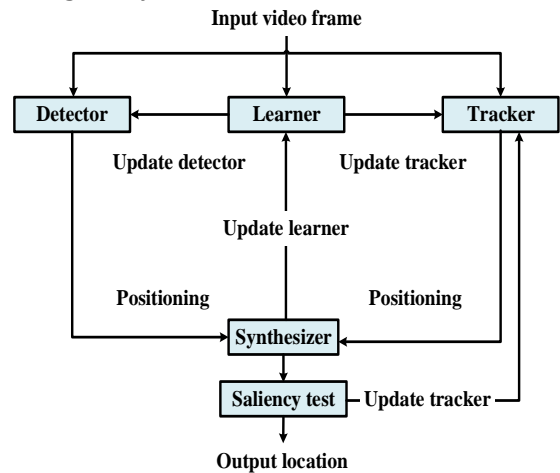 Input video frame
Detector
Learner
Tracker
Update detector
Update tracker
Update learner
Positioning
Positioning
Synthesizer
Saliency test
Update tracker
Output location